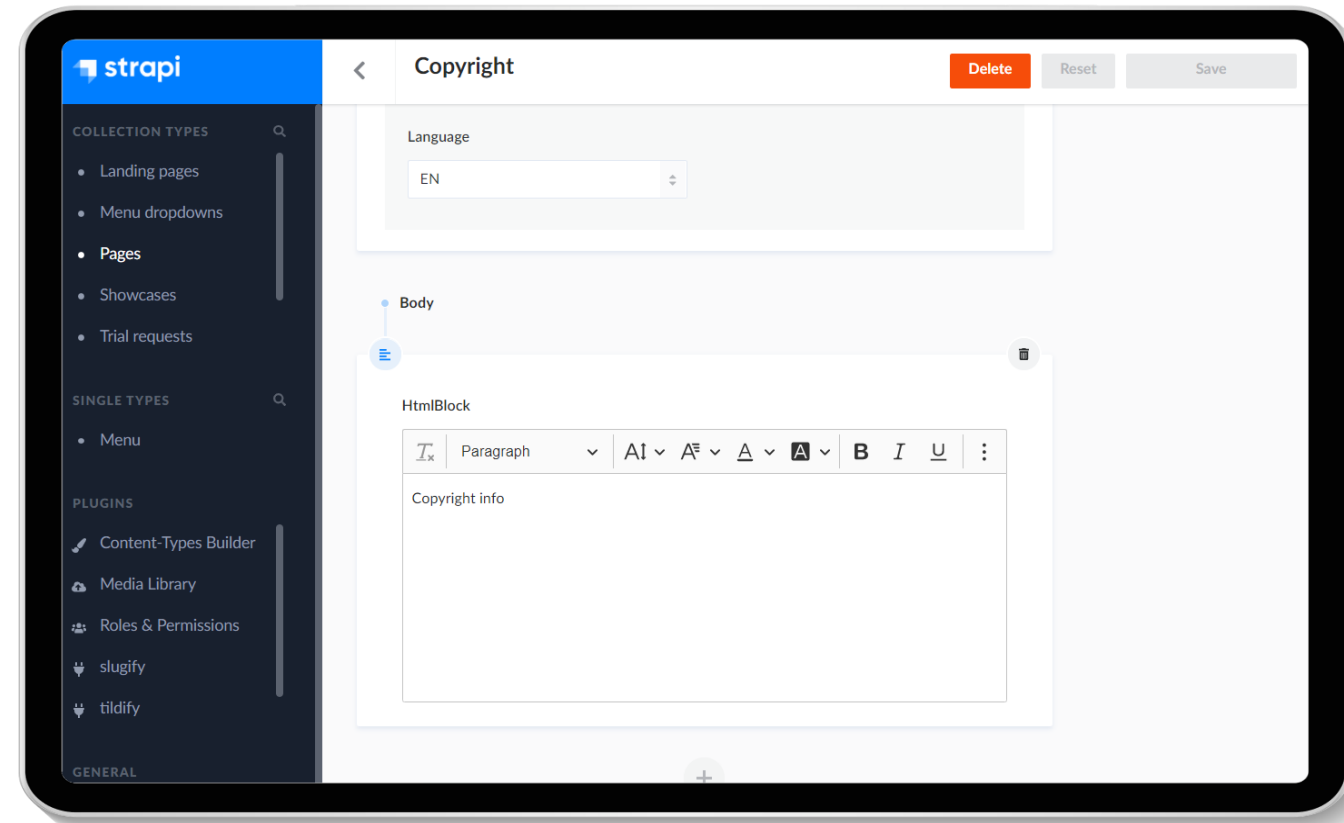 strapi
Copyright
Delete
Reset
Save
COLLECTION TYPES
Landing pages
Menu dropdowns
Pages
Showcases
Trial requests
SINGLE TYPES
Menu
PLUGINS
Content-Types Builder
Media Library
Roles & Permissions
slugify
tildify
GENERAL
Language
EN
Body
HtmlBlock
Paragraph
B I U
Copyright info